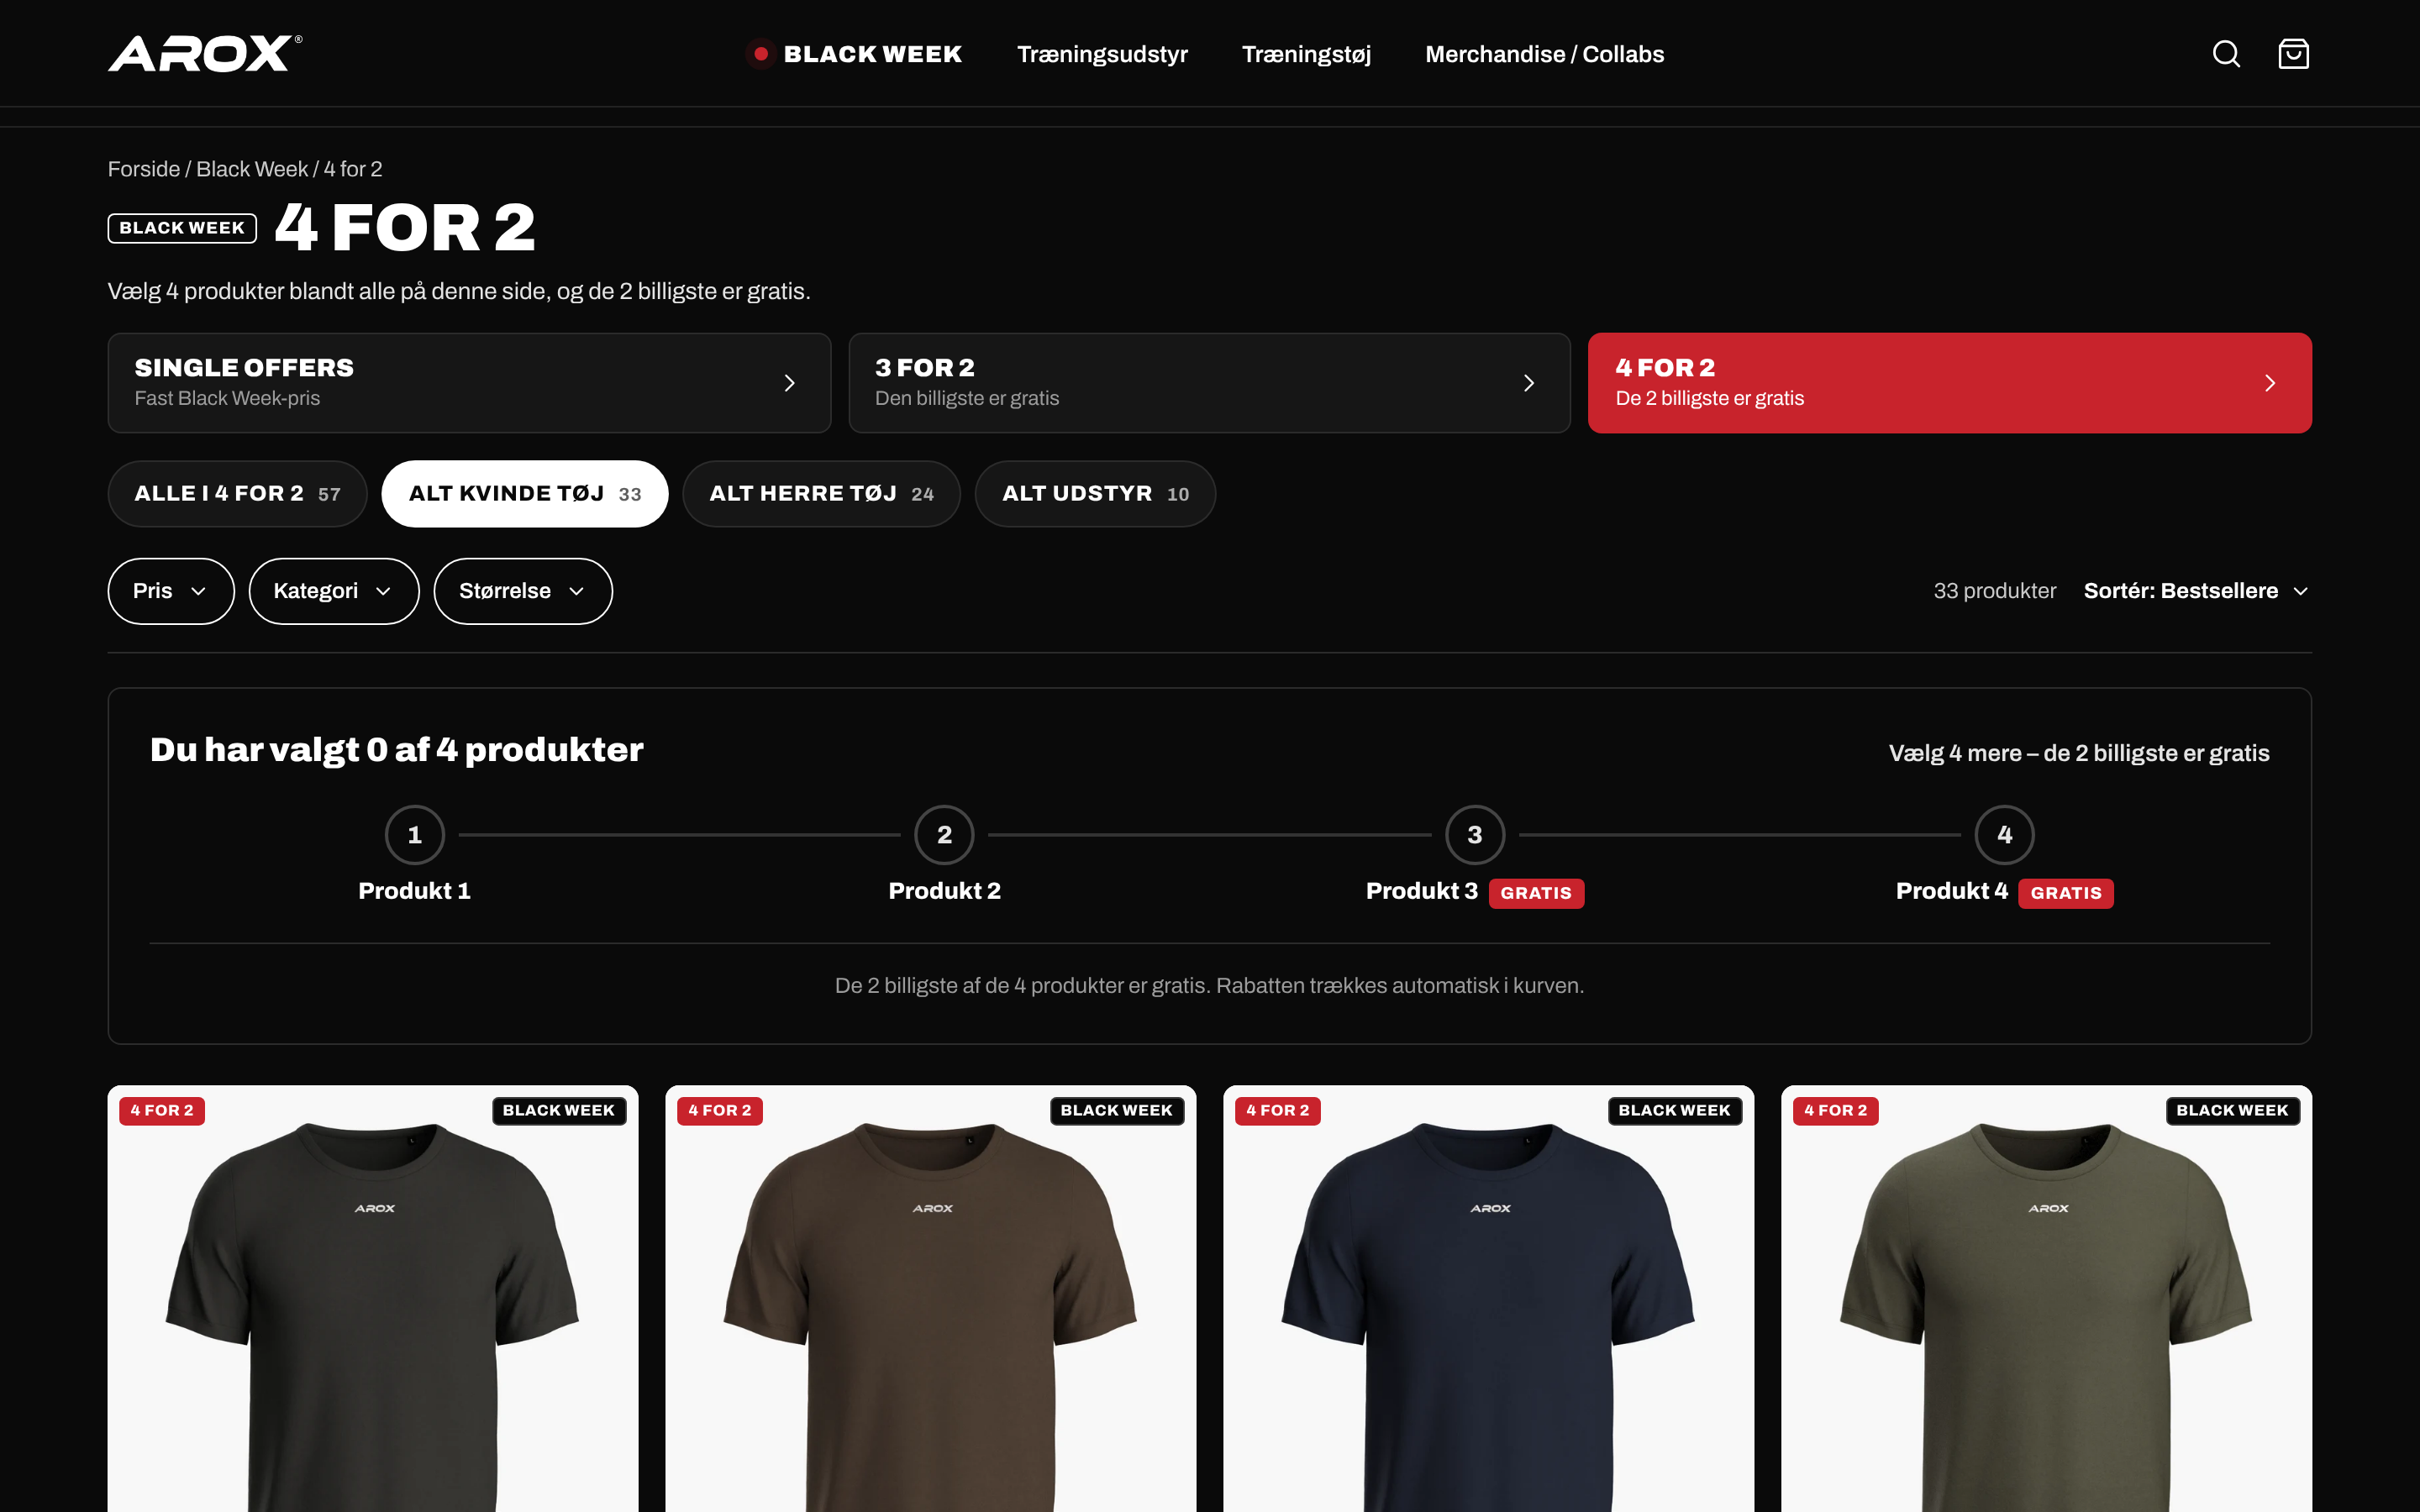 AROX®
BLACK WEEK
Træningsudstyr
Træningstøj
Merchandise / Collabs
Forside / Black Week / 4 for 2
BLACK WEEK
4 FOR 2
Vælg 4 produkter blandt alle på denne side, og de 2 billigste er gratis.
SINGLE OFFERS
Fast Black Week-pris
3 FOR 2
Den billigste er gratis
4 FOR 2
De 2 billigste er gratis
ALLE I 4 FOR 2 57
ALT KVINDE TØJ 33
ALT HERRE TØJ 24
ALT UDSTYR 10
Pris
Kategori
Størrelse
33 produkter
Sortér: Bestsellere
Du har valgt 0 af 4 produkter
Vælg 4 mere – de 2 billigste er gratis
1
2
3
4
Produkt 1
Produkt 2
Produkt 3 GRATIS
Produkt 4 GRATIS
De 2 billigste af de 4 produkter er gratis. Rabatten trækkes automatisk i kurven.
4 FOR 2
BLACK WEEK
AROX
4 FOR 2
BLACK WEEK
AROX
4 FOR 2
BLACK WEEK
AROX
4 FOR 2
BLACK WEEK
AROX